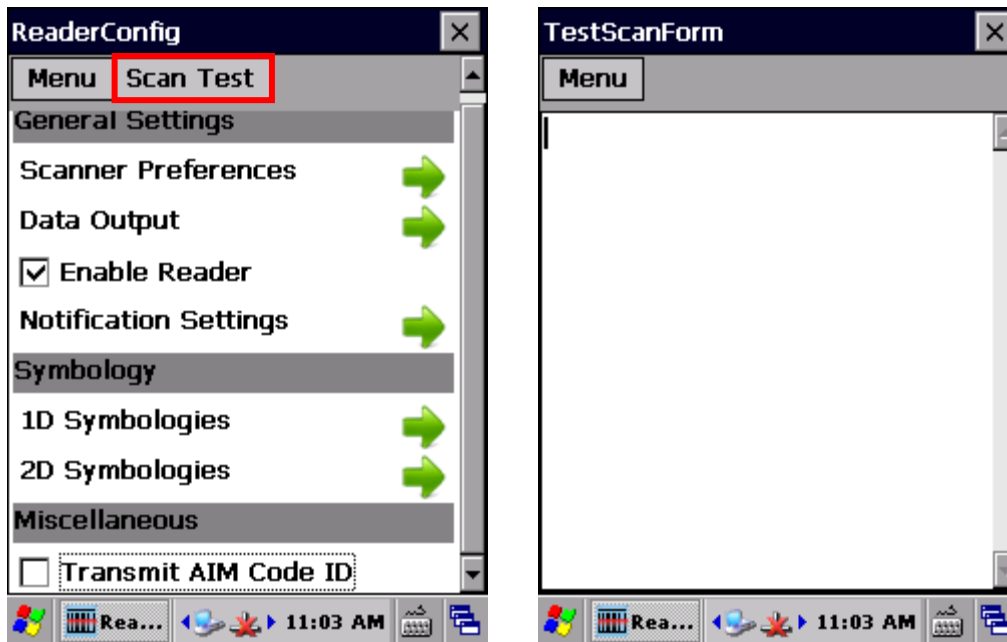 ReaderConfig
Menu Scan Test
General Settings
Scanner Preferences
Data Output
Enable Reader
Notification Settings
Symbology
1D Symbologies
2D Symbologies
Miscellaneous
Transmit AIM Code ID
Rea... 11:03 AM
TestScanForm
Menu
Rea... 11:03 AM